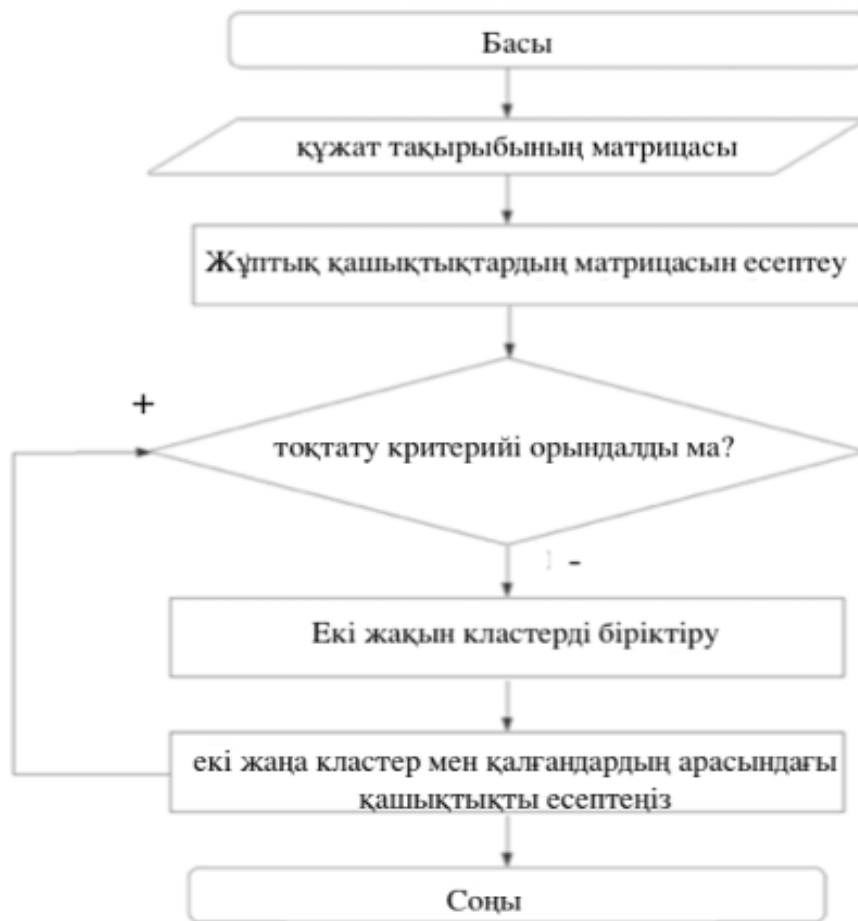 Басы
құжат тақырыбының матрицасы
Жұптық қашықтықтардың матрицасын есептеу
+
тоқтату критерийі орындалды ма?
-
Екі жақын кластерді біріктіру
екі жаңа кластер мен қалғандардың арасындағы
қашықтықты есептеңіз
Соңы